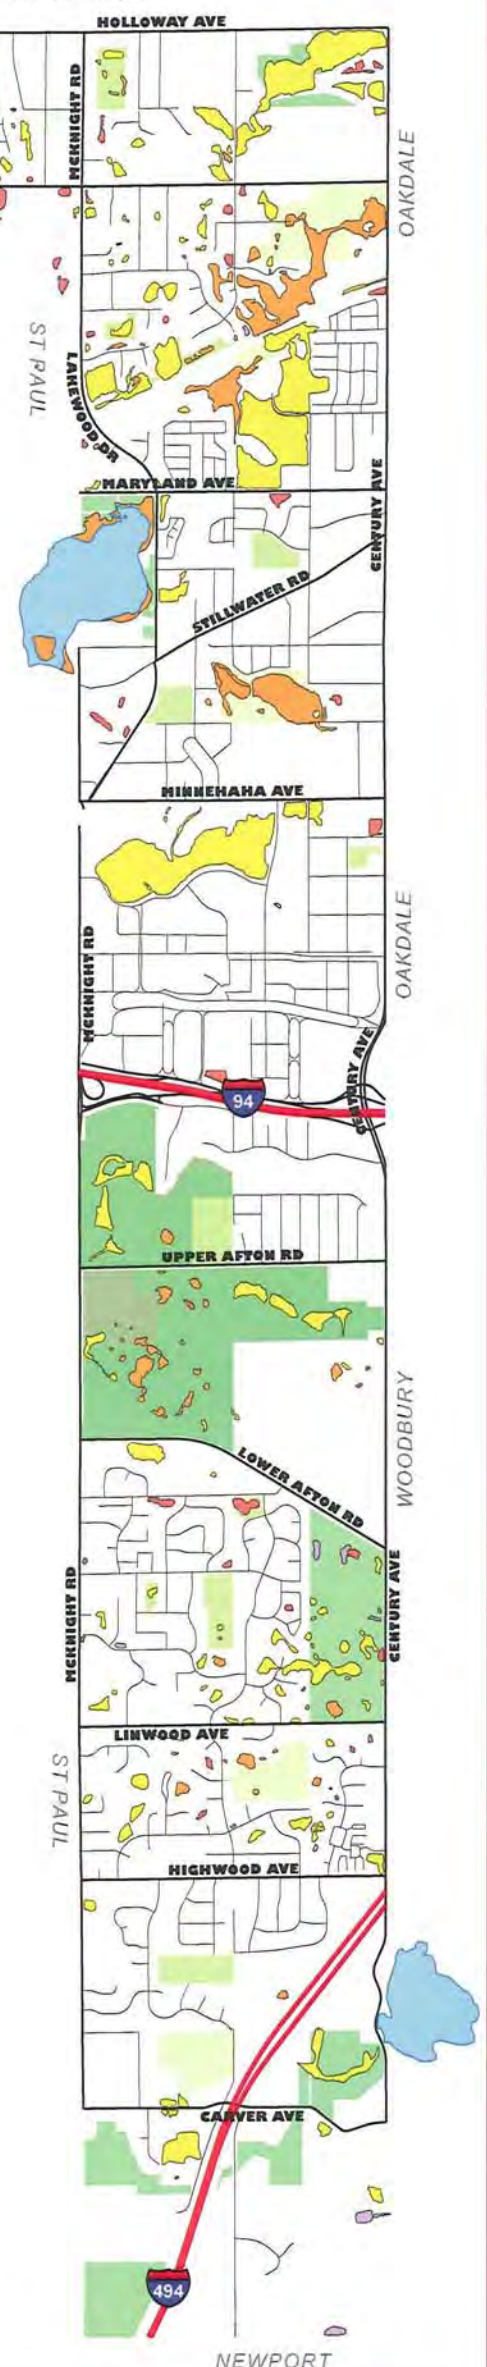 HOLLOWAY AVE
MCKNIGHT RD
OAKDALE
ST PAUL
LAKEWOOD DR
MARYLAND AVE
CENTURY AVE
STILLWATER RD
MINNEHAHA AVE
OAKDALE
MCKNIGHT RD
CENTURY AVE
94
UPPER AFTON RD
WOODBURY
LOWER AFTON RD
MCKNIGHT RD
CENTURY AVE
LINWOOD AVE
ST PAUL
HIGHWOOD AVE
CARVER AVE
494
NEWPORT